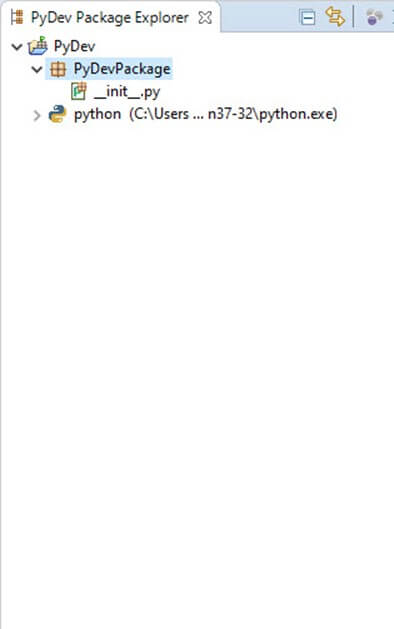 PyDev Package Explorer
PyDev
PyDevPackage
__init__.py
python (C:\Users ... n37-32\python.exe)